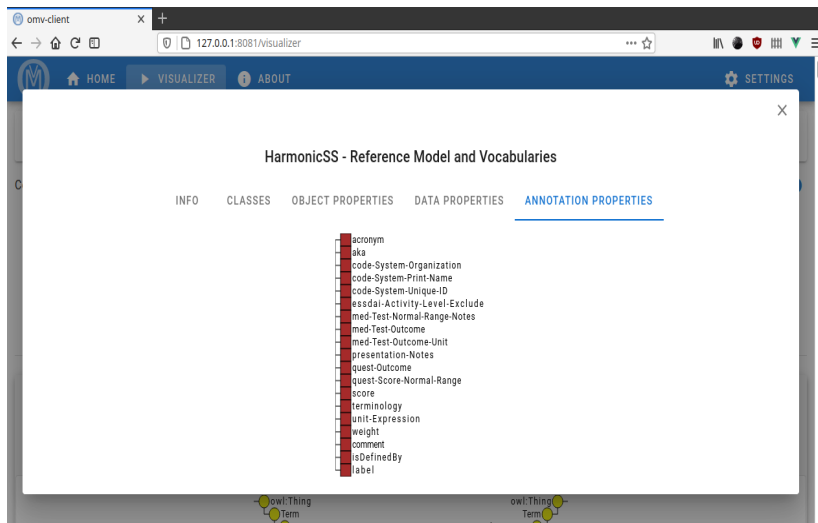 omv-client
127.0.0.1:8081/visualizer
HOME
VISUALIZER
ABOUT
SETTINGS
HarmonicSS - Reference Model and Vocabularies
INFO
CLASSES
OBJECT PROPERTIES
DATA PROPERTIES
ANNOTATION PROPERTIES
acronym
aka
code-System-Organization
code-System-Print-Name
code-System-Unique-ID
essdai-Activity-Level-Exclude
med-Test-Normal-Range-Notes
med-Test-Outcome
med-Test-Outcome-Unit
presentation-Notes
quest-Outcome
quest-Score-Normal-Range
score
terminology
unit-Expression
weight
comment
isDefinedBy
label
owl:Thing
owl:Thing
Term
Term